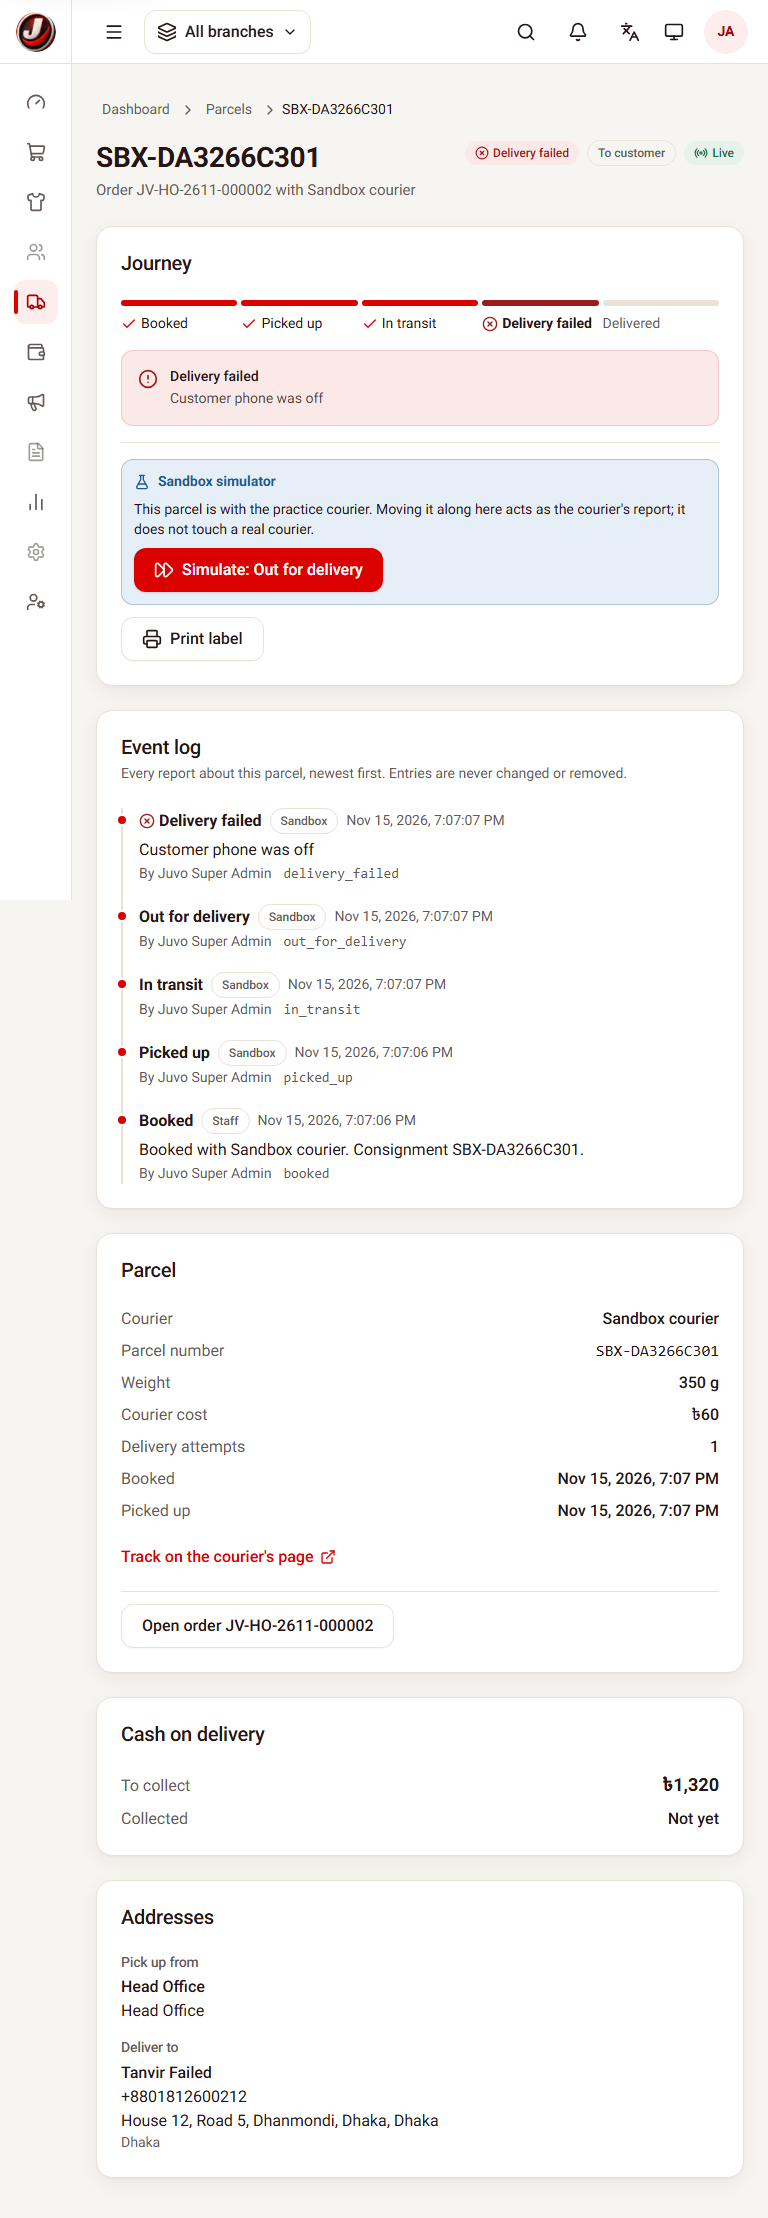 J
All branches
JA
Dashboard > Parcels > SBX-DA3266C301
SBX-DA3266C301
Delivery failed
To customer
Live
Order JV-HO-2611-000002 with Sandbox courier
Journey
Booked
Picked up
In transit
Delivery failed
Delivered
Delivery failed
Customer phone was off
Sandbox simulator
This parcel is with the practice courier. Moving it along here acts as the courier's report; it
does not touch a real courier.
Simulate: Out for delivery
Print label
Event log
Every report about this parcel, newest first. Entries are never changed or removed.
Delivery failed Sandbox Nov 15, 2026, 7:07:07 PM
Customer phone was off
By Juvo Super Admin delivery_failed
Out for delivery Sandbox Nov 15, 2026, 7:07:07 PM
By Juvo Super Admin out_for_delivery
In transit Sandbox Nov 15, 2026, 7:07:07 PM
By Juvo Super Admin in_transit
Picked up Sandbox Nov 15, 2026, 7:07:06 PM
By Juvo Super Admin picked_up
Booked Staff Nov 15, 2026, 7:07:06 PM
Booked with Sandbox courier. Consignment SBX-DA3266C301.
By Juvo Super Admin booked
Parcel
Courier Sandbox courier
Parcel number SBX-DA3266C301
Weight 350 g
Courier cost ৳60
Delivery attempts 1
Booked Nov 15, 2026, 7:07 PM
Picked up Nov 15, 2026, 7:07 PM
Track on the courier's page
Open order JV-HO-2611-000002
Cash on delivery
To collect ৳1,320
Collected Not yet
Addresses
Pick up from
Head Office
Head Office
Deliver to
Tanvir Failed
+8801812600212
House 12, Road 5, Dhanmondi, Dhaka, Dhaka
Dhaka